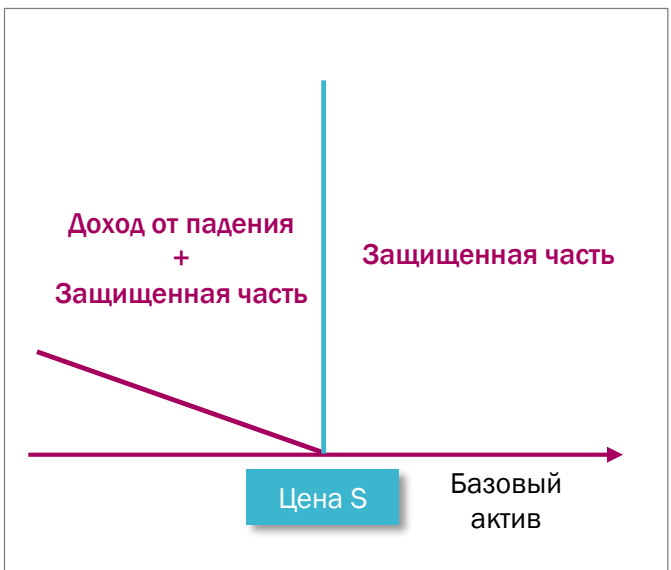 Доход от падения
+
Защищенная часть
Защищенная часть
Цена S
Базовый
актив